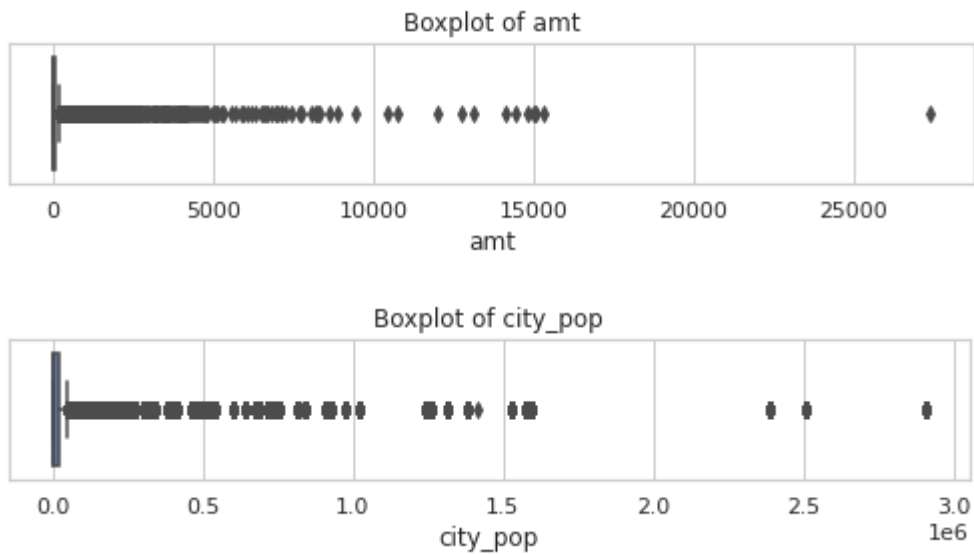 Boxplot of amt
0 5000 10000 15000 20000 25000
amt
Boxplot of city_pop
0.0 0.5 1.0 1.5 2.0 2.5 3.0
1e6
city_pop